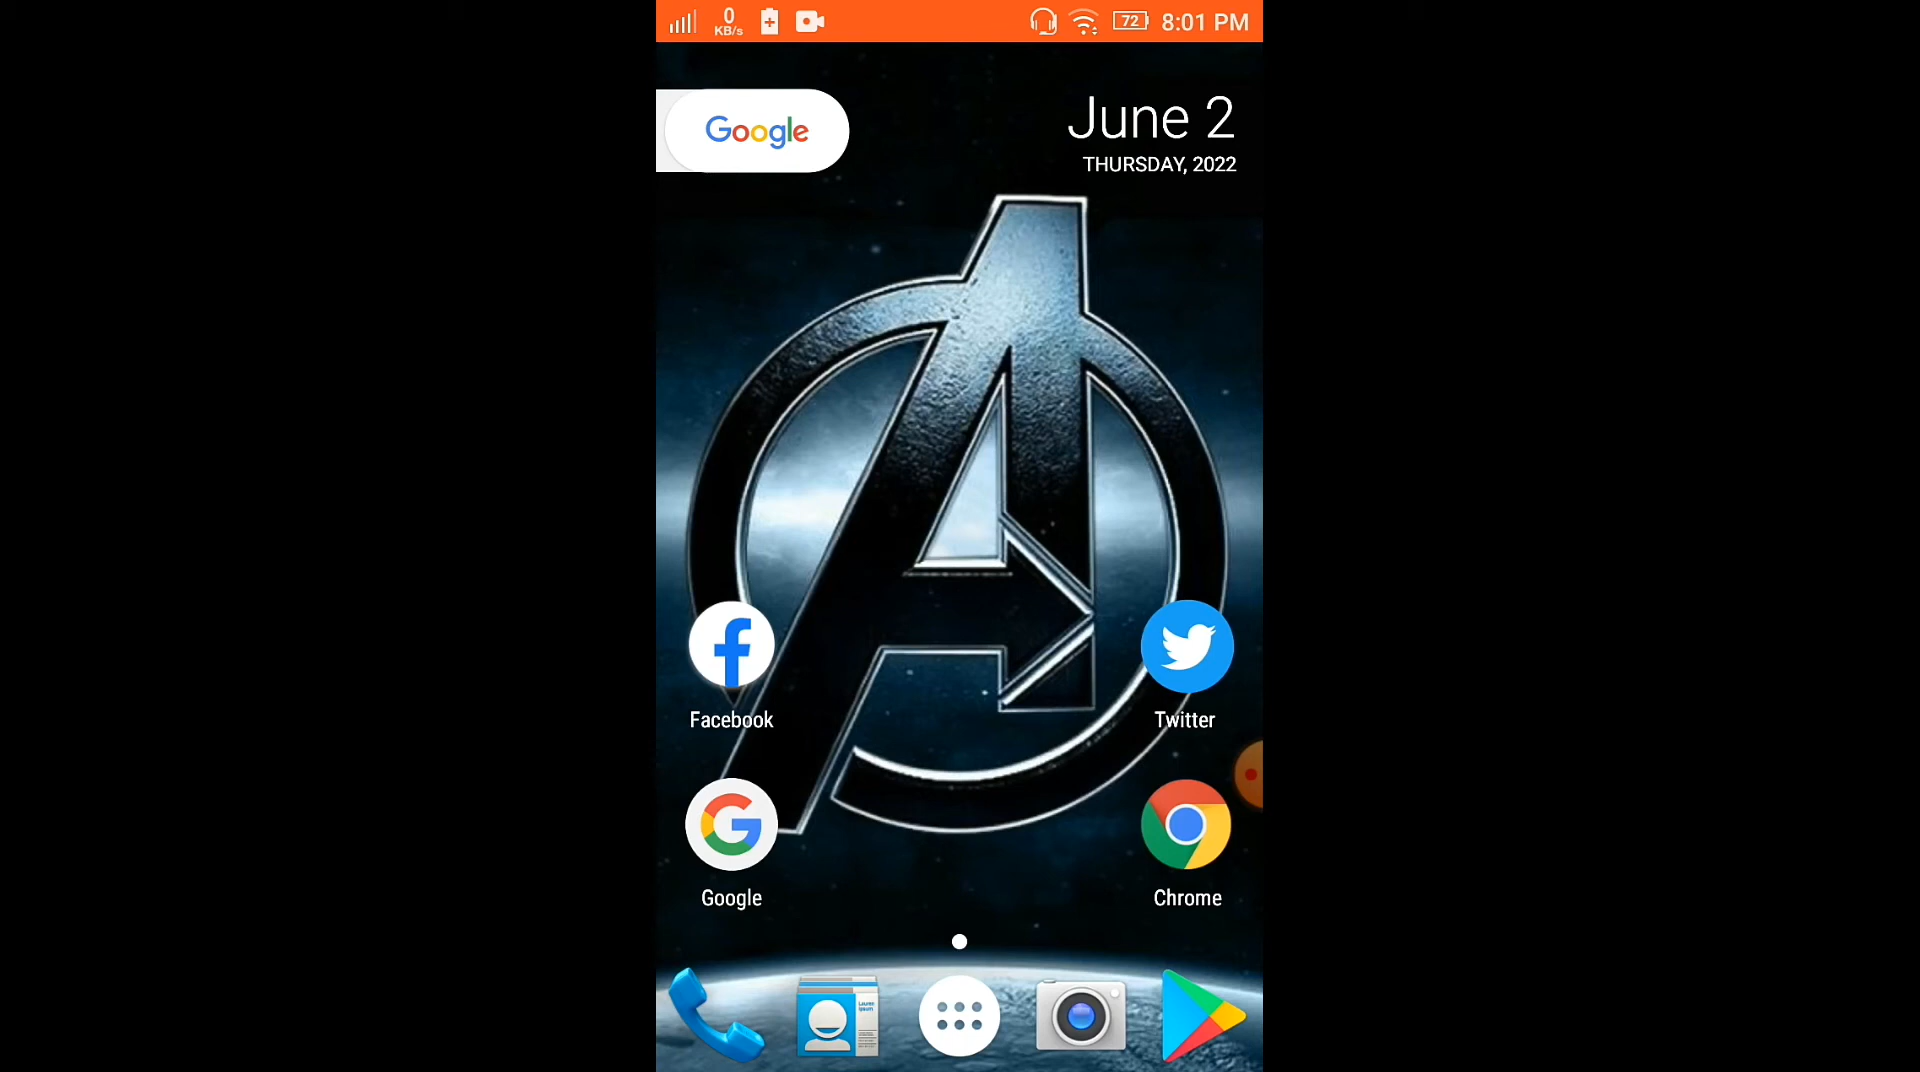 0
KB/s
72
8:01 PM
Google
June 2
THURSDAY, 2022
Facebook
Twitter
Google
Chrome